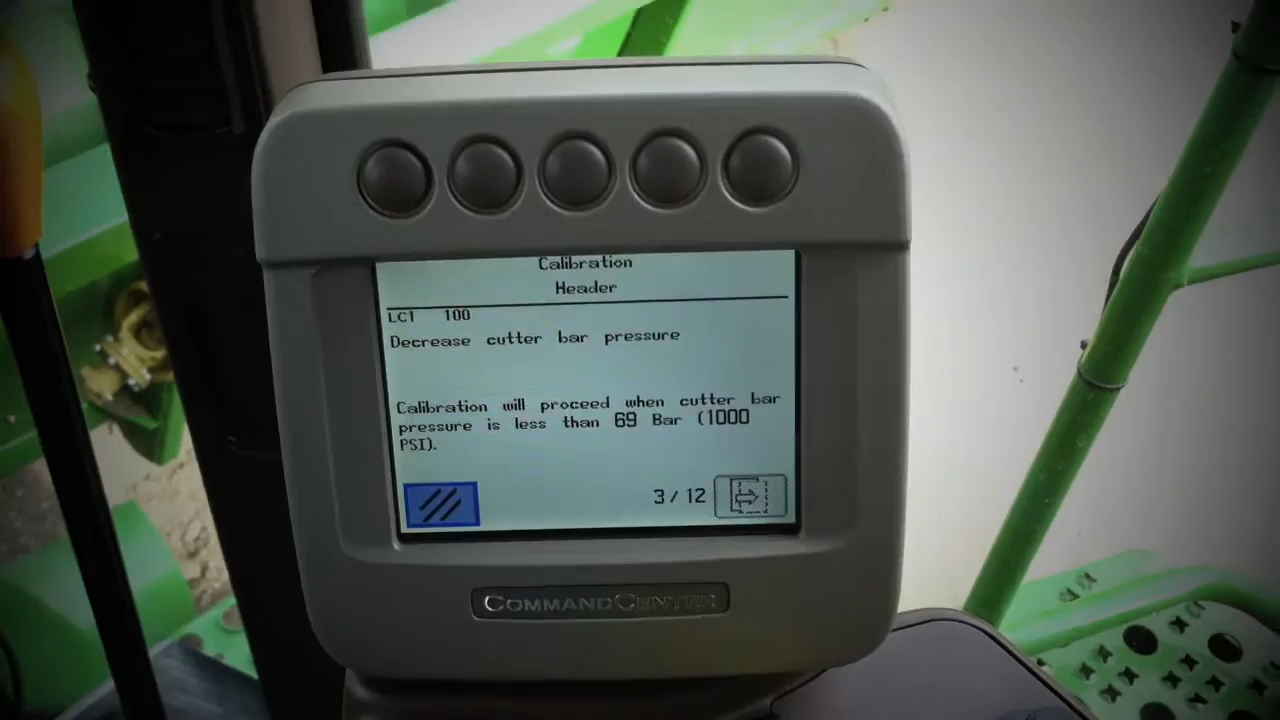 Calibration
Header
LC1 100
Decrease cutter bar pressure
Calibration will proceed when cutter bar
pressure is less than 69 Bar (1000
PSI).
3 / 12
COMMANDCENTER